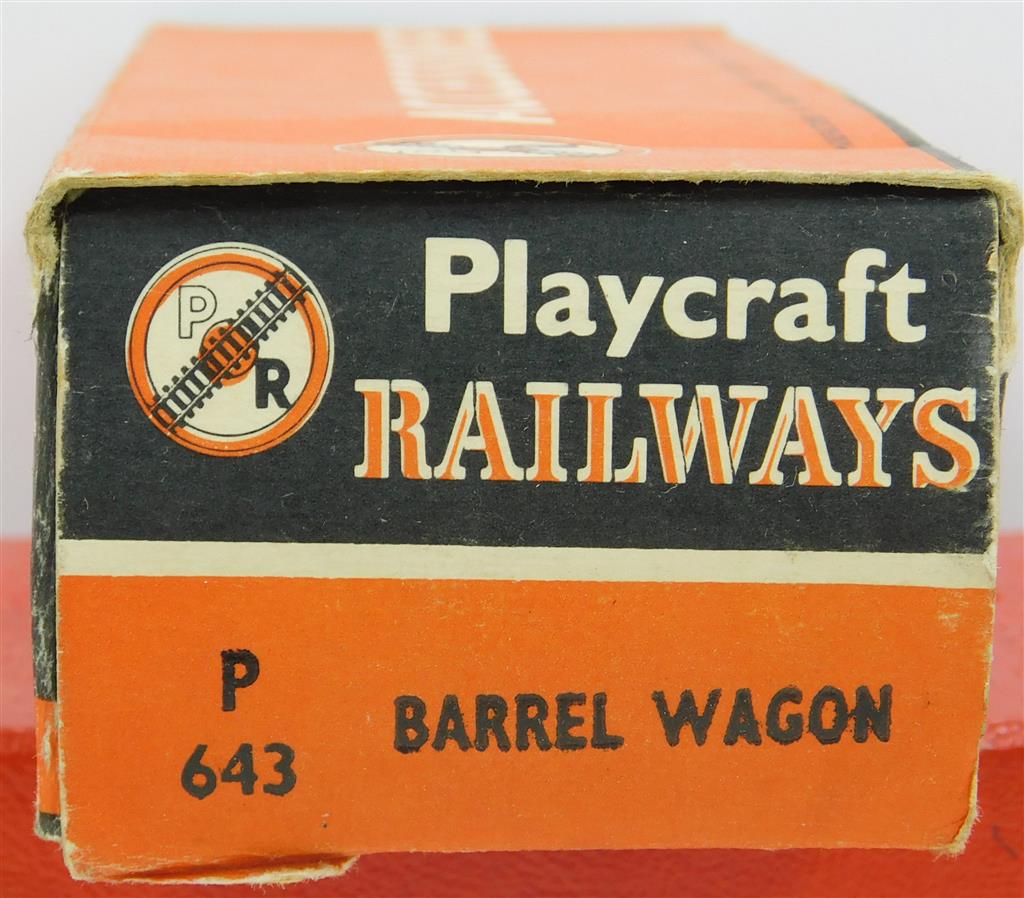 P
R
Playcraft
RAILWAYS
P
643
BARREL WAGON